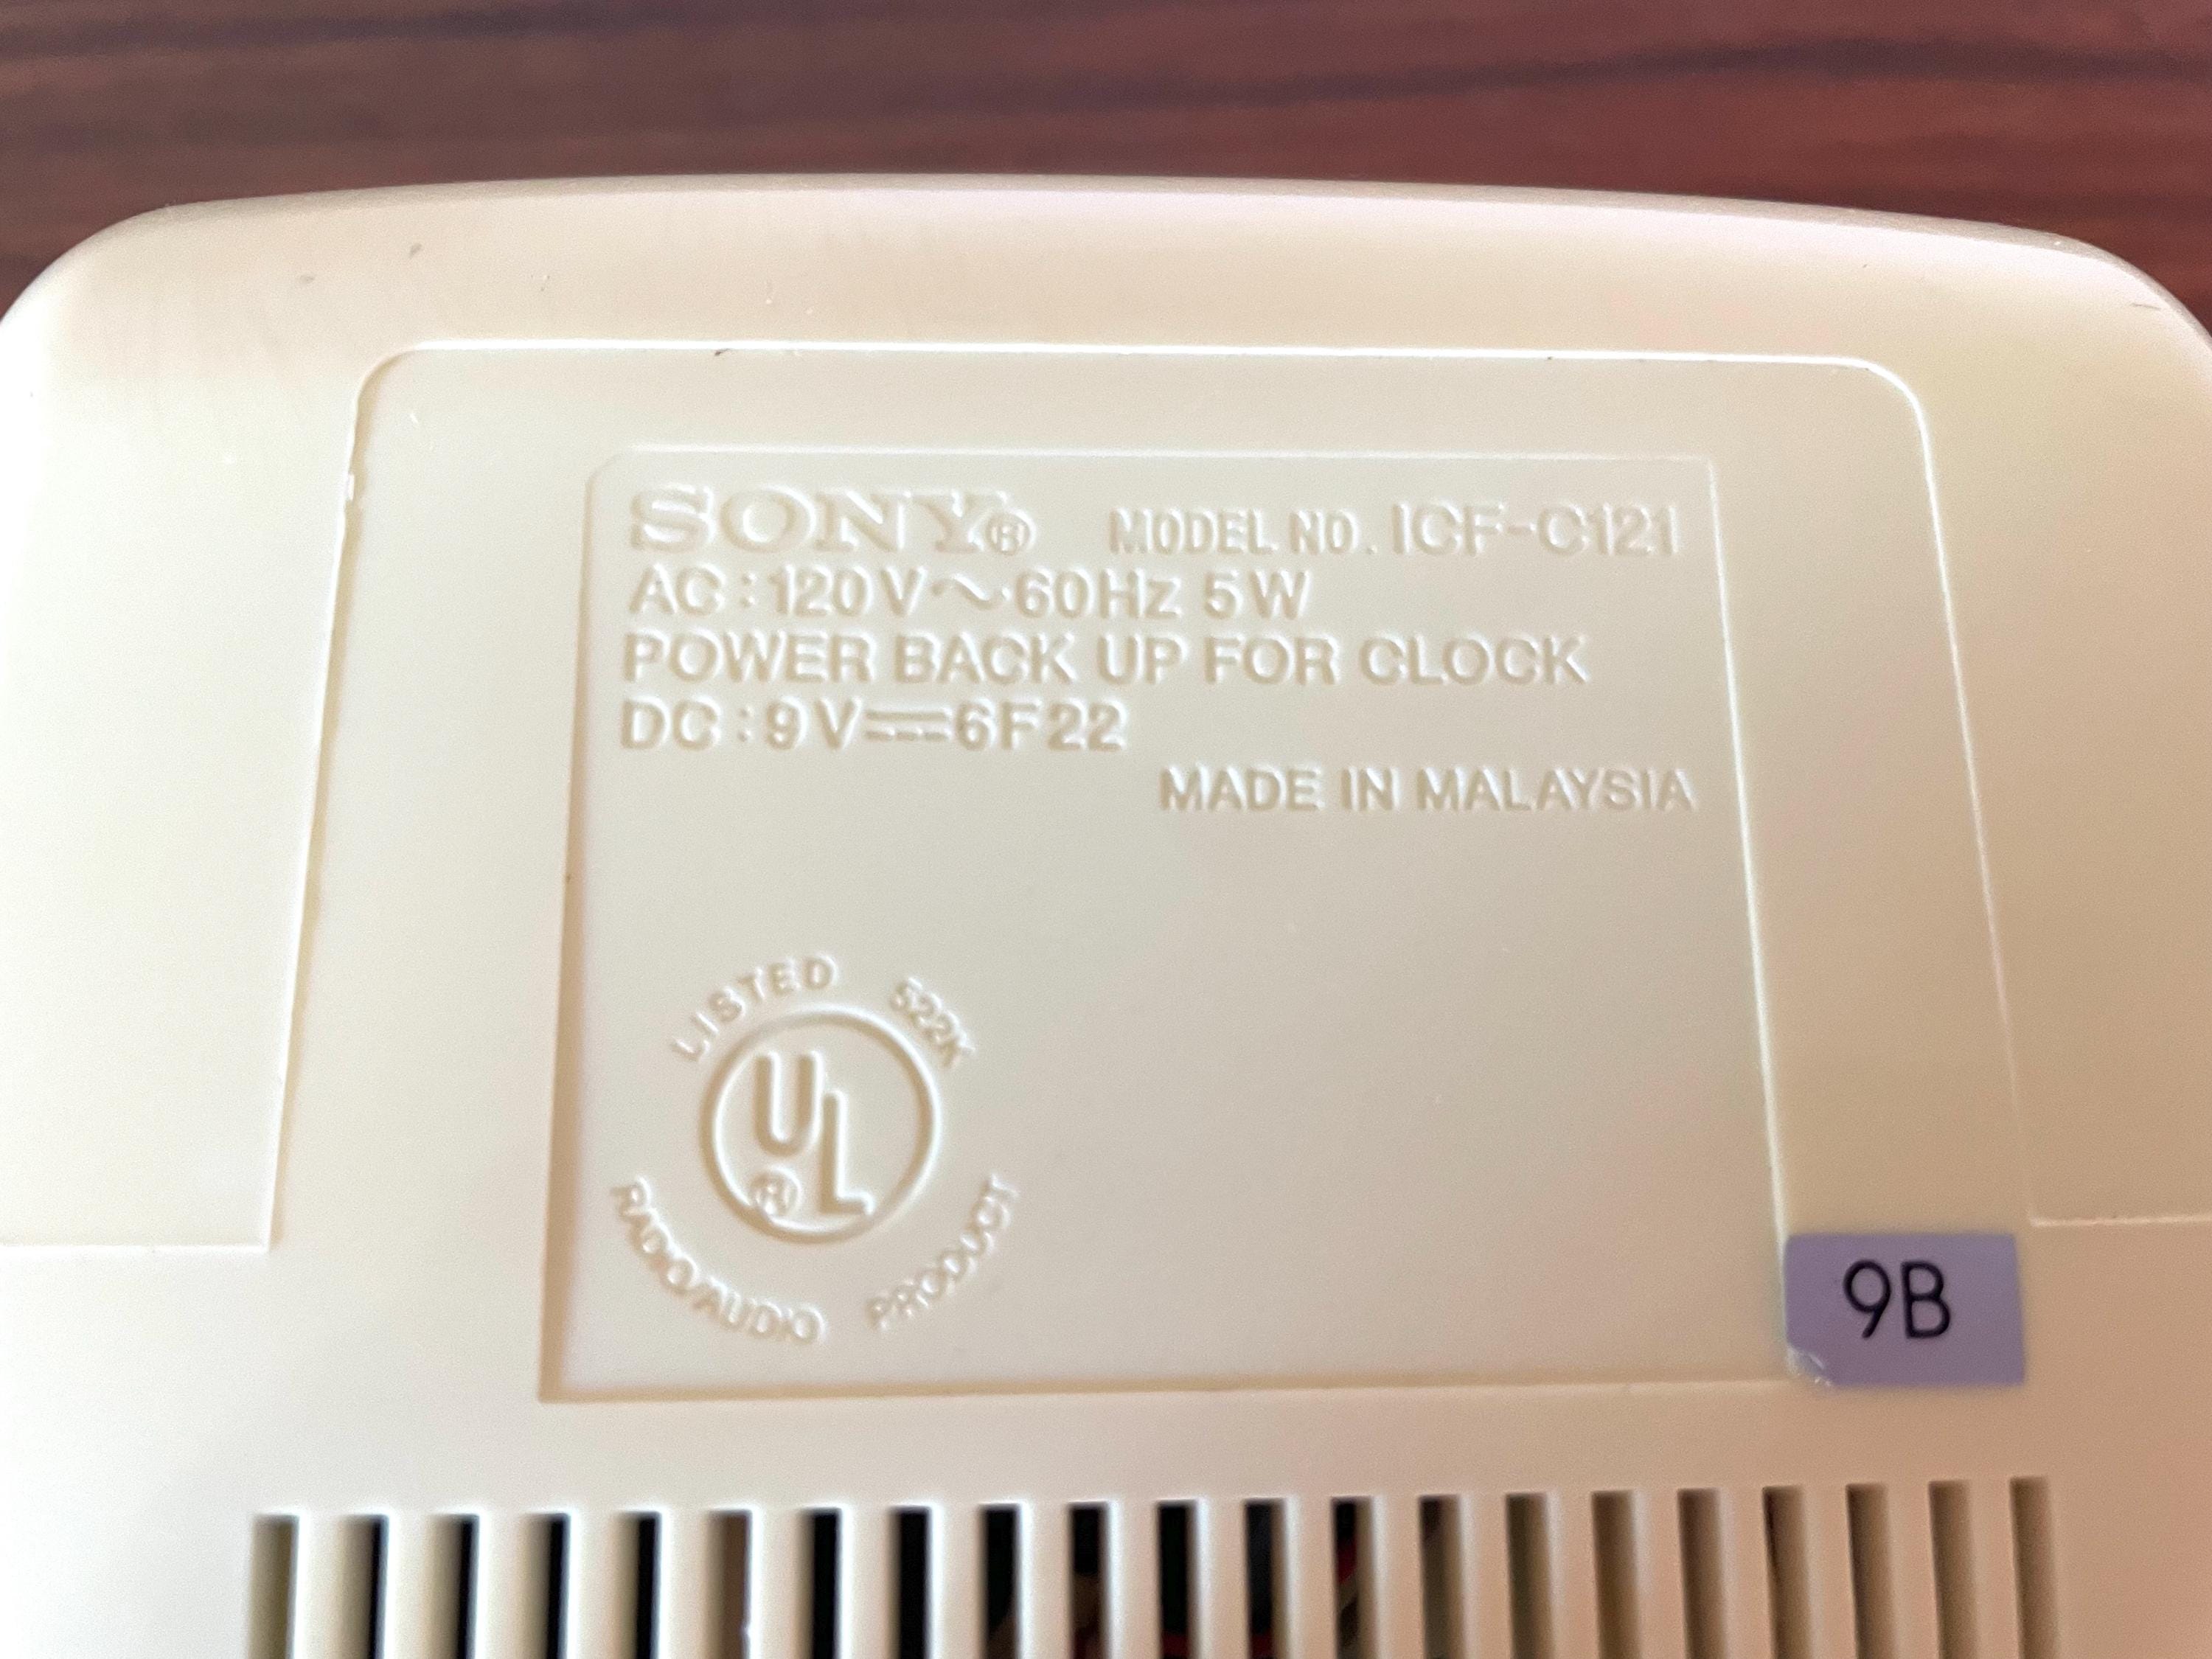 SONY® MODEL NO. ICF-C121
AC:120V～60Hz 5W
POWER BACK UP FOR CLOCK
DC:9V⎓6F22
MADE IN MALAYSIA
LISTED 522K
UL®
RADIO/AUDIO PRODUCT
9B